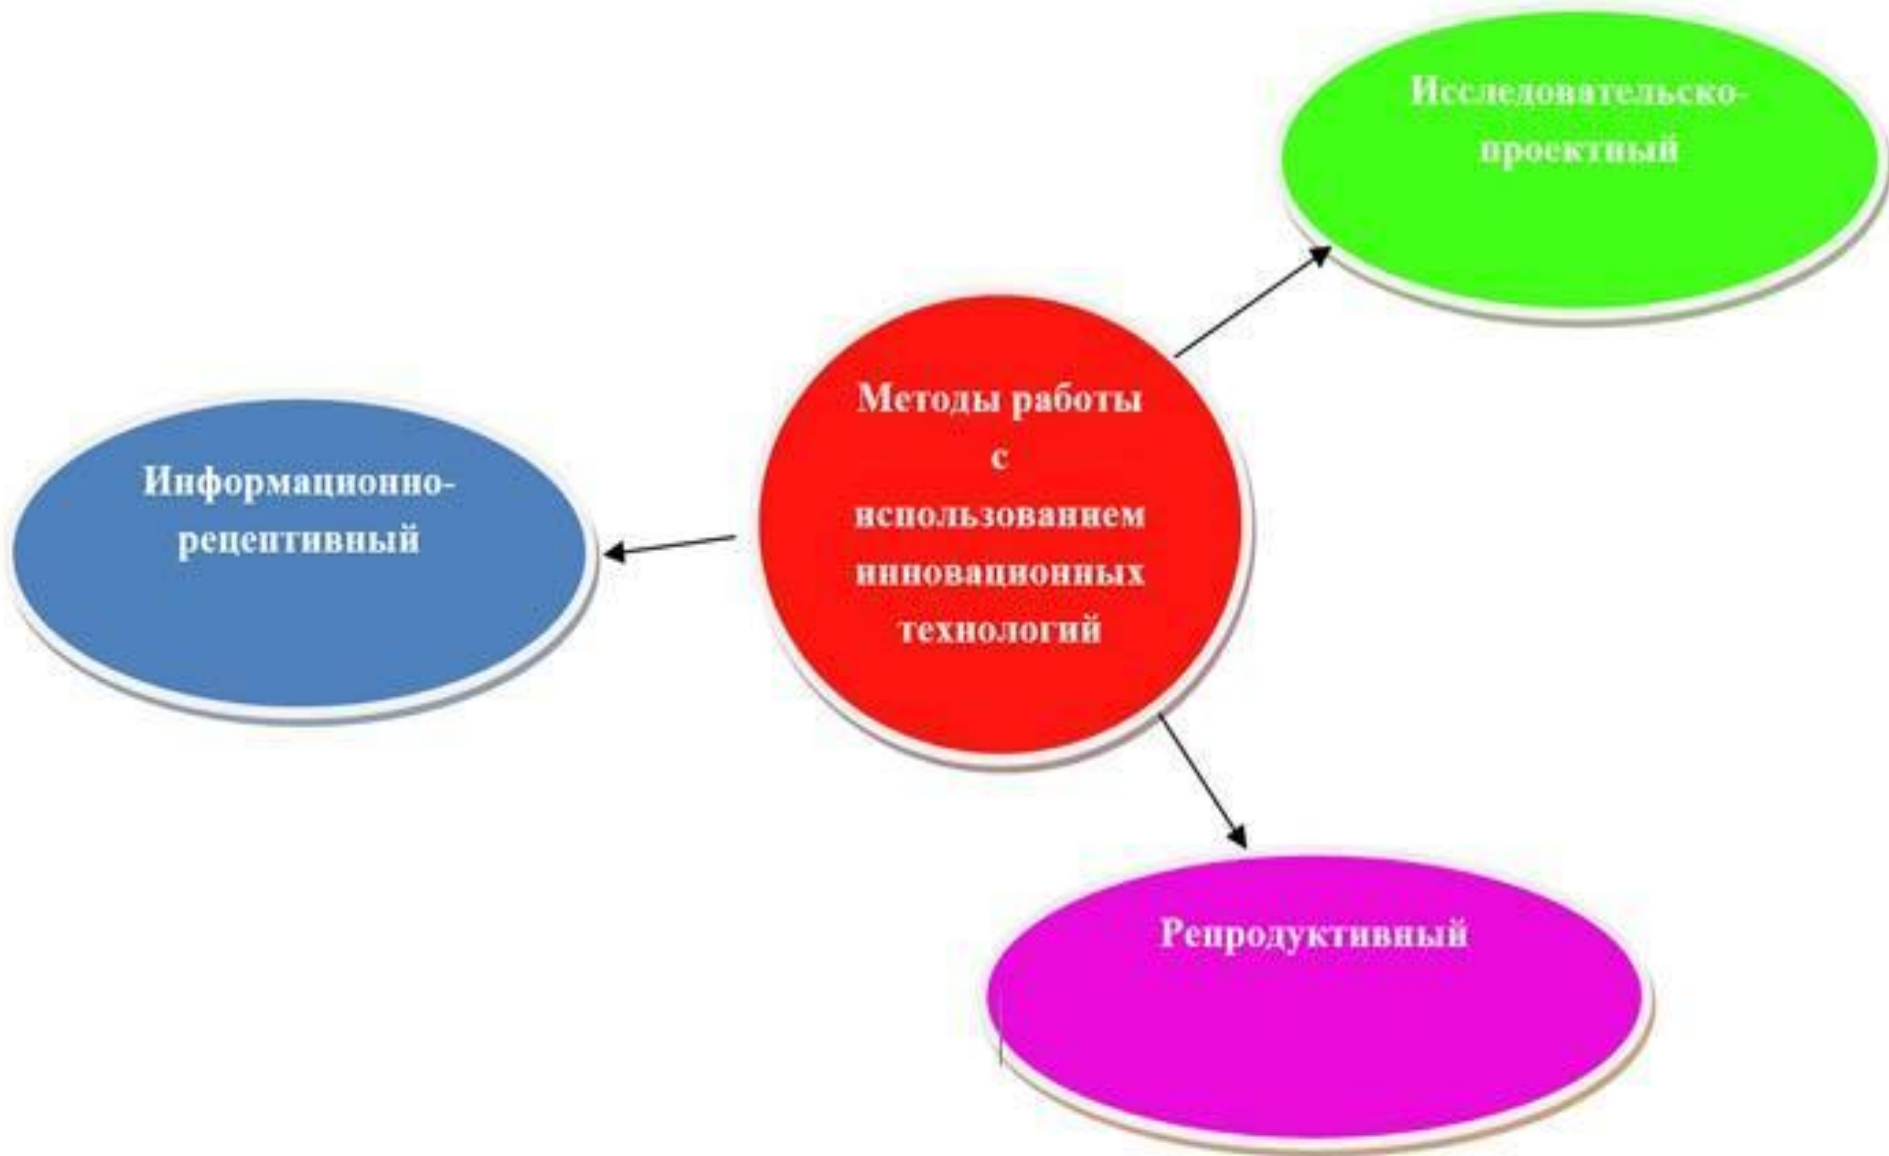 Исследовательско-
проектный
Методы работы
с
использованием
инновационных
технологий
Информационно-
рецептивный
Репродуктивный